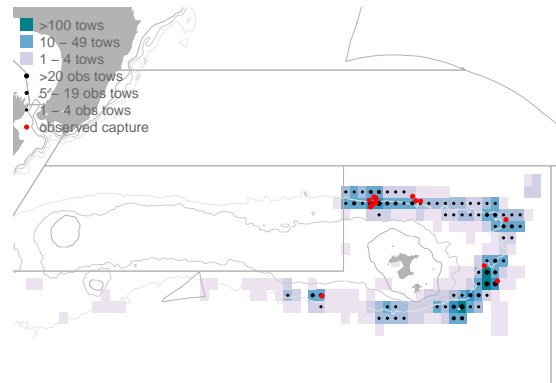 >100 tows
10 – 49 tows
1 – 4 tows
>20 obs tows
5 – 19 obs tows
1 – 4 obs tows
observed capture